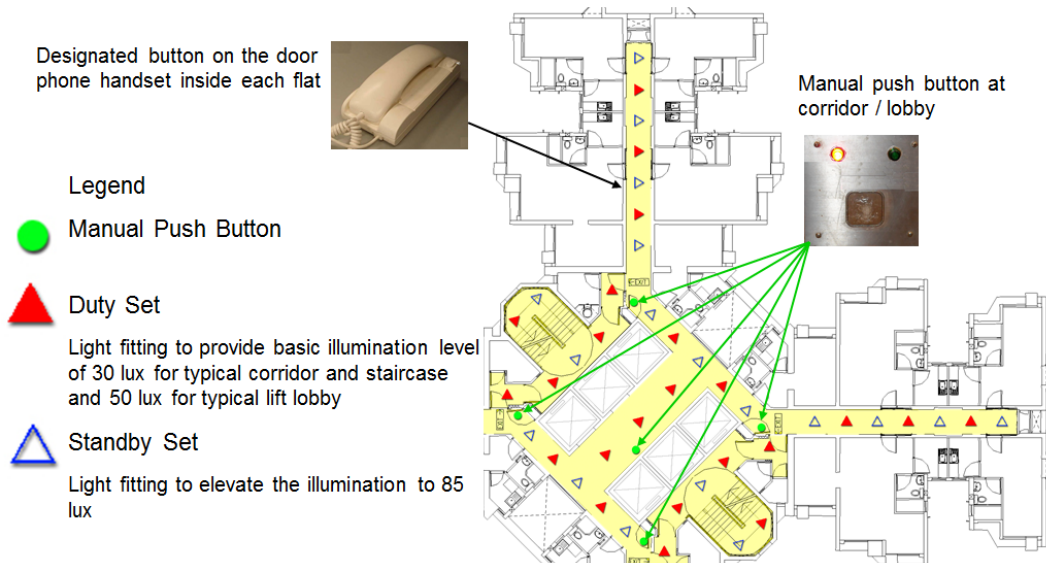 Designated button on the door
phone handset inside each flat
Manual push button at
corridor / lobby
Legend
Manual Push Button
Duty Set
Light fitting to provide basic illumination level
of 30 lux for typical corridor and staircase
and 50 lux for typical lift lobby
Standby Set
Light fitting to elevate the illumination to 85
lux
EXIT